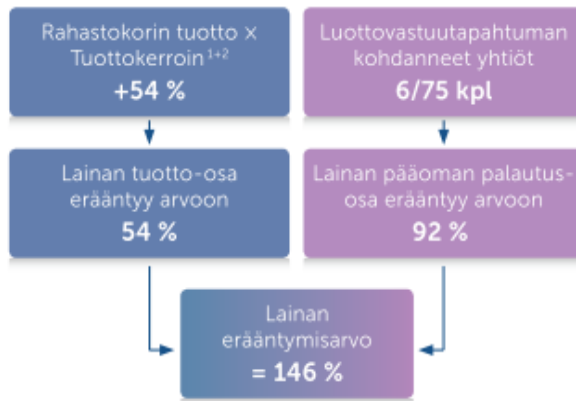 Rahastokorin tuotto ×
Tuottokerroin¹⁺²
+54 %
Luottovastuutapahtuman
kohdanneet yhtiöt
6/75 kpl
Lainan tuotto-osa
erääntyy arvoon
54 %
Lainan pääoman palautus-
osa erääntyy arvoon
92 %
Lainan
erääntymisarvo
= 146 %